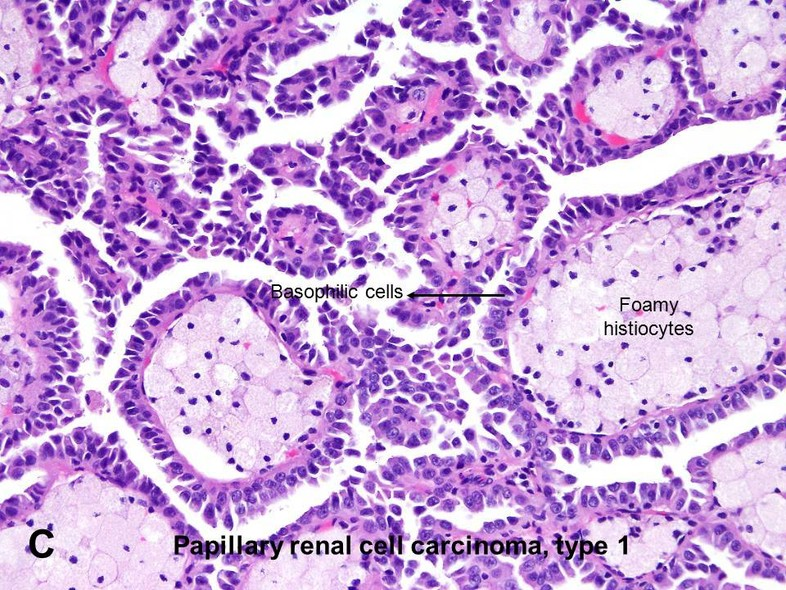 Basophilic cells
Foamy
histiocytes
C
Papillary renal cell carcinoma, type 1